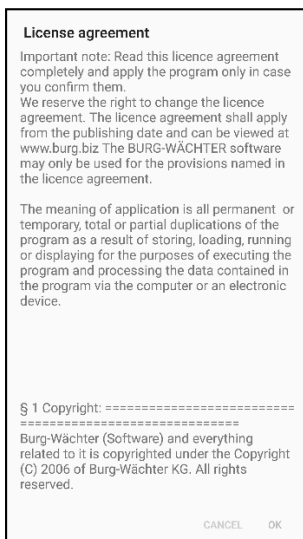 License agreement
Important note: Read this licence agreement
completely and apply the program only in case
you confirm them.
We reserve the right to change the licence
agreement. The licence agreement shall apply
from the publishing date and can be viewed at
www.burg.biz The BURG-WÄCHTER software
may only be used for the provisions named in
the licence agreement.
The meaning of application is all permanent or
temporary, total or partial duplications of the
program as a result of storing, loading, running
or displaying for the purposes of executing the
program and processing the data contained in
the program via the computer or an electronic
device.
§ 1 Copyright: ==========================
==============================
Burg-Wächter (Software) and everything
related to it is copyrighted under the Copyright
(C) 2006 of Burg-Wächter KG. All rights
reserved.
CANCEL OK